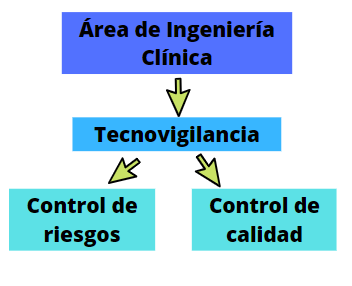 Área de Ingeniería
Clínica
Tecnovigilancia
Control de
riesgos
Control de
calidad